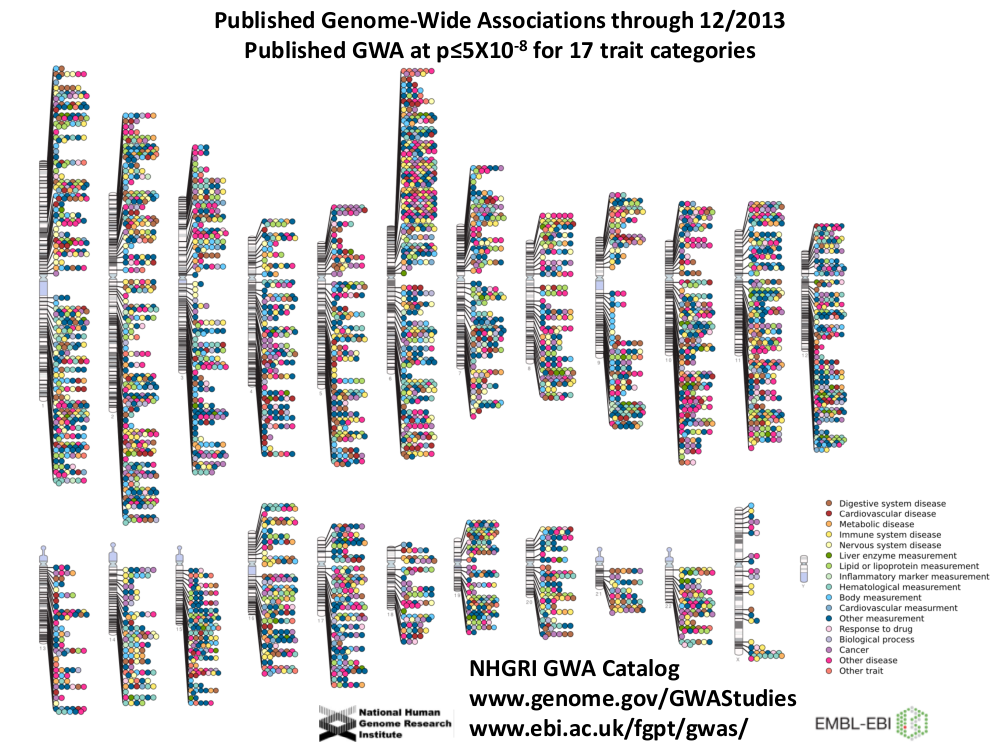 Published Genome-Wide Associations through 12/2013
Published GWA at p≤5X10-8 for 17 trait categories
Digestive system disease
Cardiovascular disease
Metabolic disease
Immune system disease
Nervous system disease
Liver enzyme measurement
Lipid or lipoprotein measurement
Inflammatory marker measurement
Hematological measurement
Body measurement
Cardiovascular measurment
Other measurement
Response to drug
Biological process
Cancer
Other disease
Other trait
NHGRI GWA Catalog
www.genome.gov/GWAStudies
www.ebi.ac.uk/fgpt/gwas/
National Human
Genome Research
Institute
EMBL-EBI